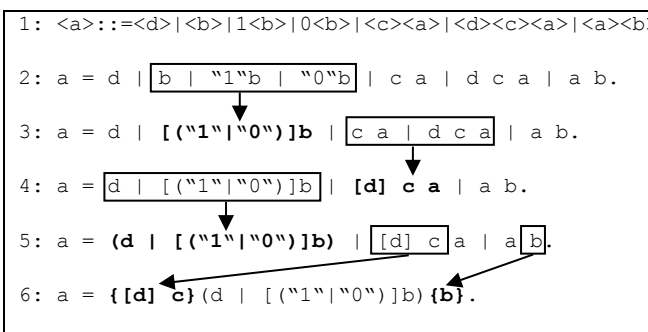 1: <a>::=<d>|<b>|1<b>|0<b>|<c><a>|<d><c><a>|<a><b>
2: a = d | b | “1“b | “0“b | c a | d c a | a b.
3: a = d | [(“1“|“0“)]b | c a | d c a | a b.
4: a = d | [(“1“|“0“)]b | [d] c a | a b.
5: a = (d | [(“1“|“0“)]b) | [d] c a | a b.
6: a = {[d] c}(d | [(“1“|“0“)]b){b}.